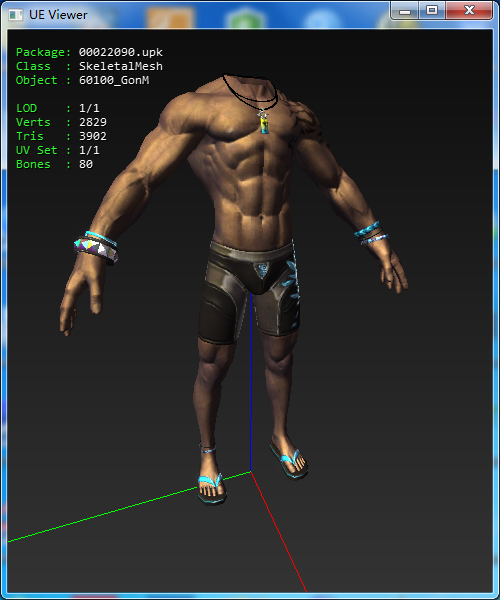 UE Viewer
Package: 00022090.upk
Class : SkeletalMesh
Object : 60100_GonM
LOD : 1/1
Verts : 2829
Tris : 3902
UV Set : 1/1
Bones : 80